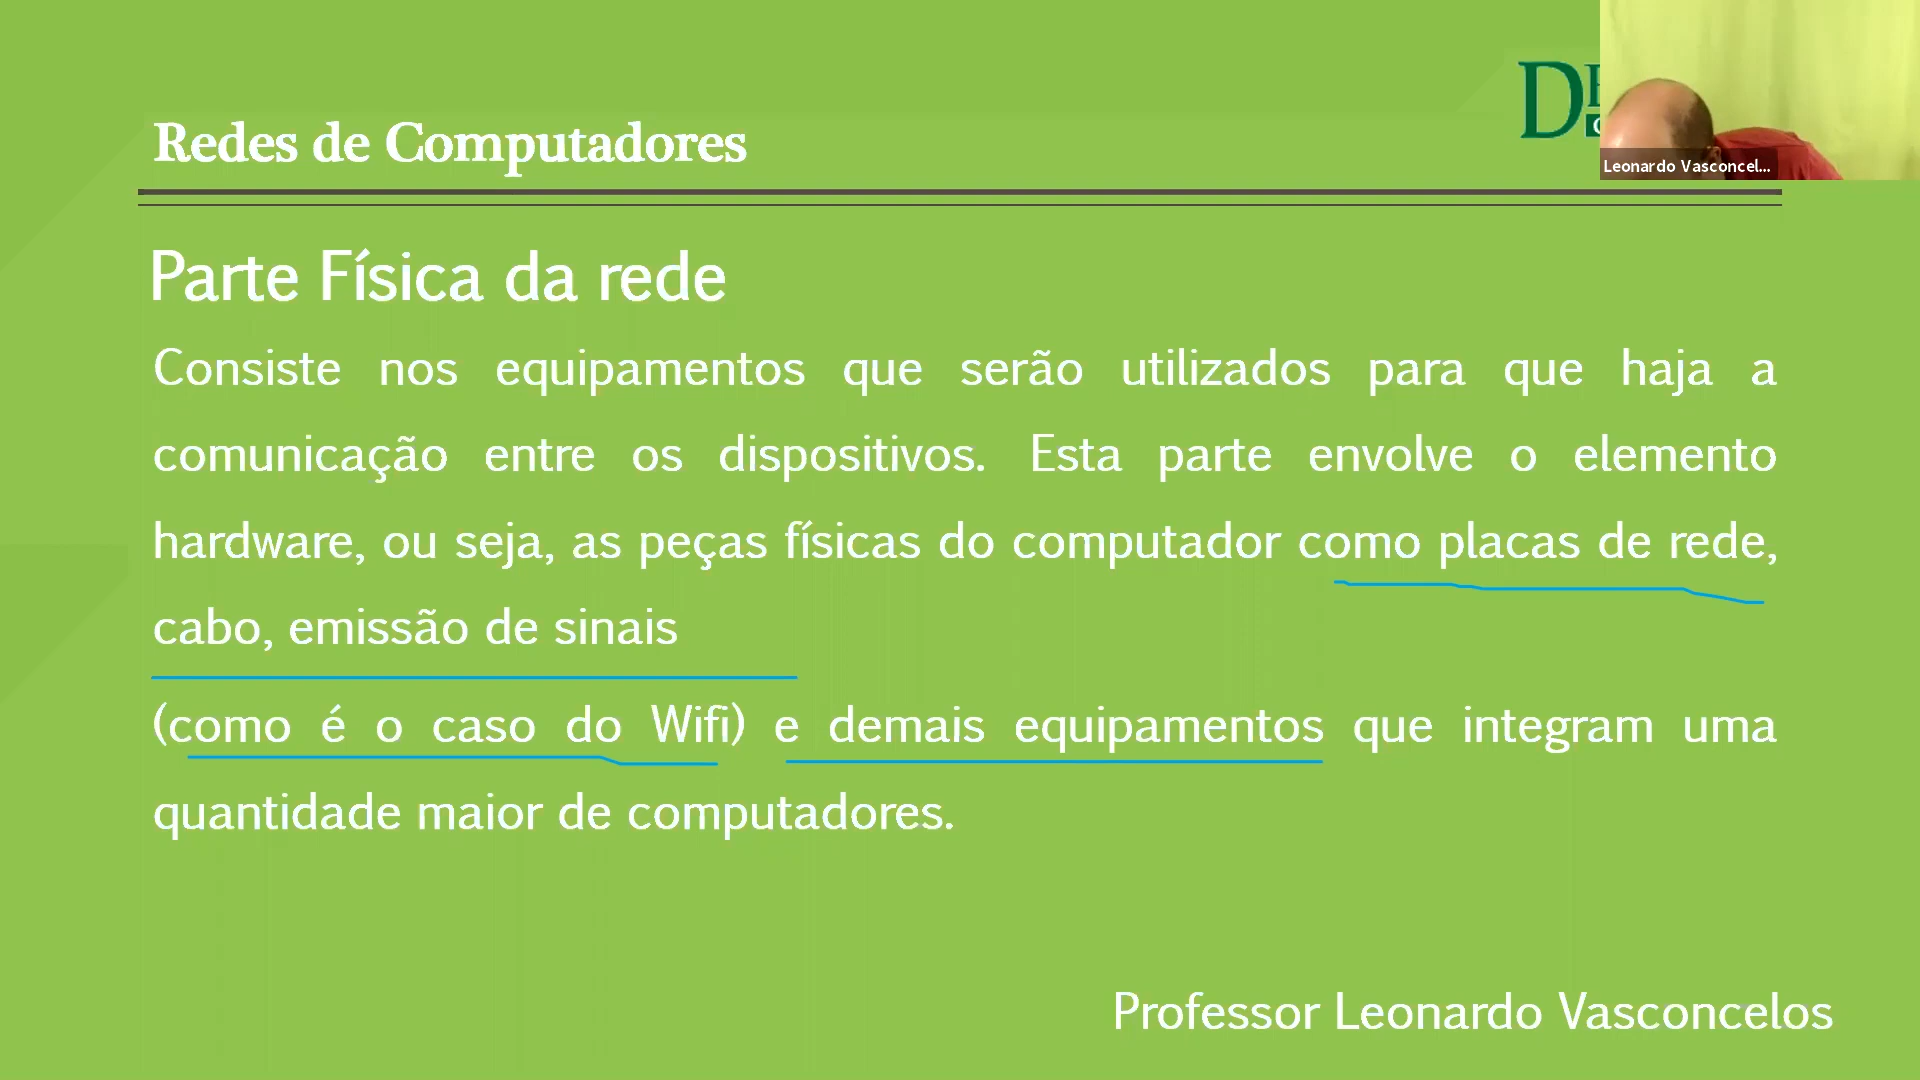 Redes de Computadores
Leonardo Vasconcel...
Parte Física da rede
Consiste nos equipamentos que serão utilizados para que haja a
comunicação entre os dispositivos. Esta parte envolve o elemento
hardware, ou seja, as peças físicas do computador como placas de rede,
cabo, emissão de sinais
(como é o caso do Wifi) e demais equipamentos que integram uma
quantidade maior de computadores.
Professor Leonardo Vasconcelos